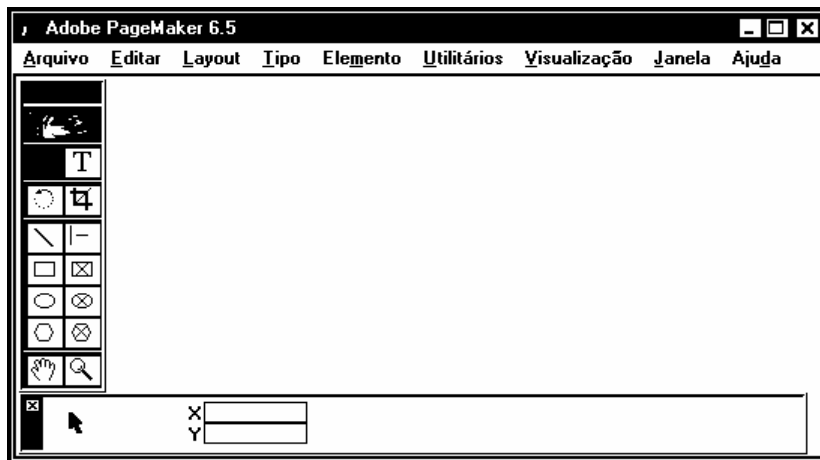 Adobe PageMaker 6.5
Arquivo Editar Layout Tipo Elemento Utilitários Visualização Janela Ajuda
T
X
Y